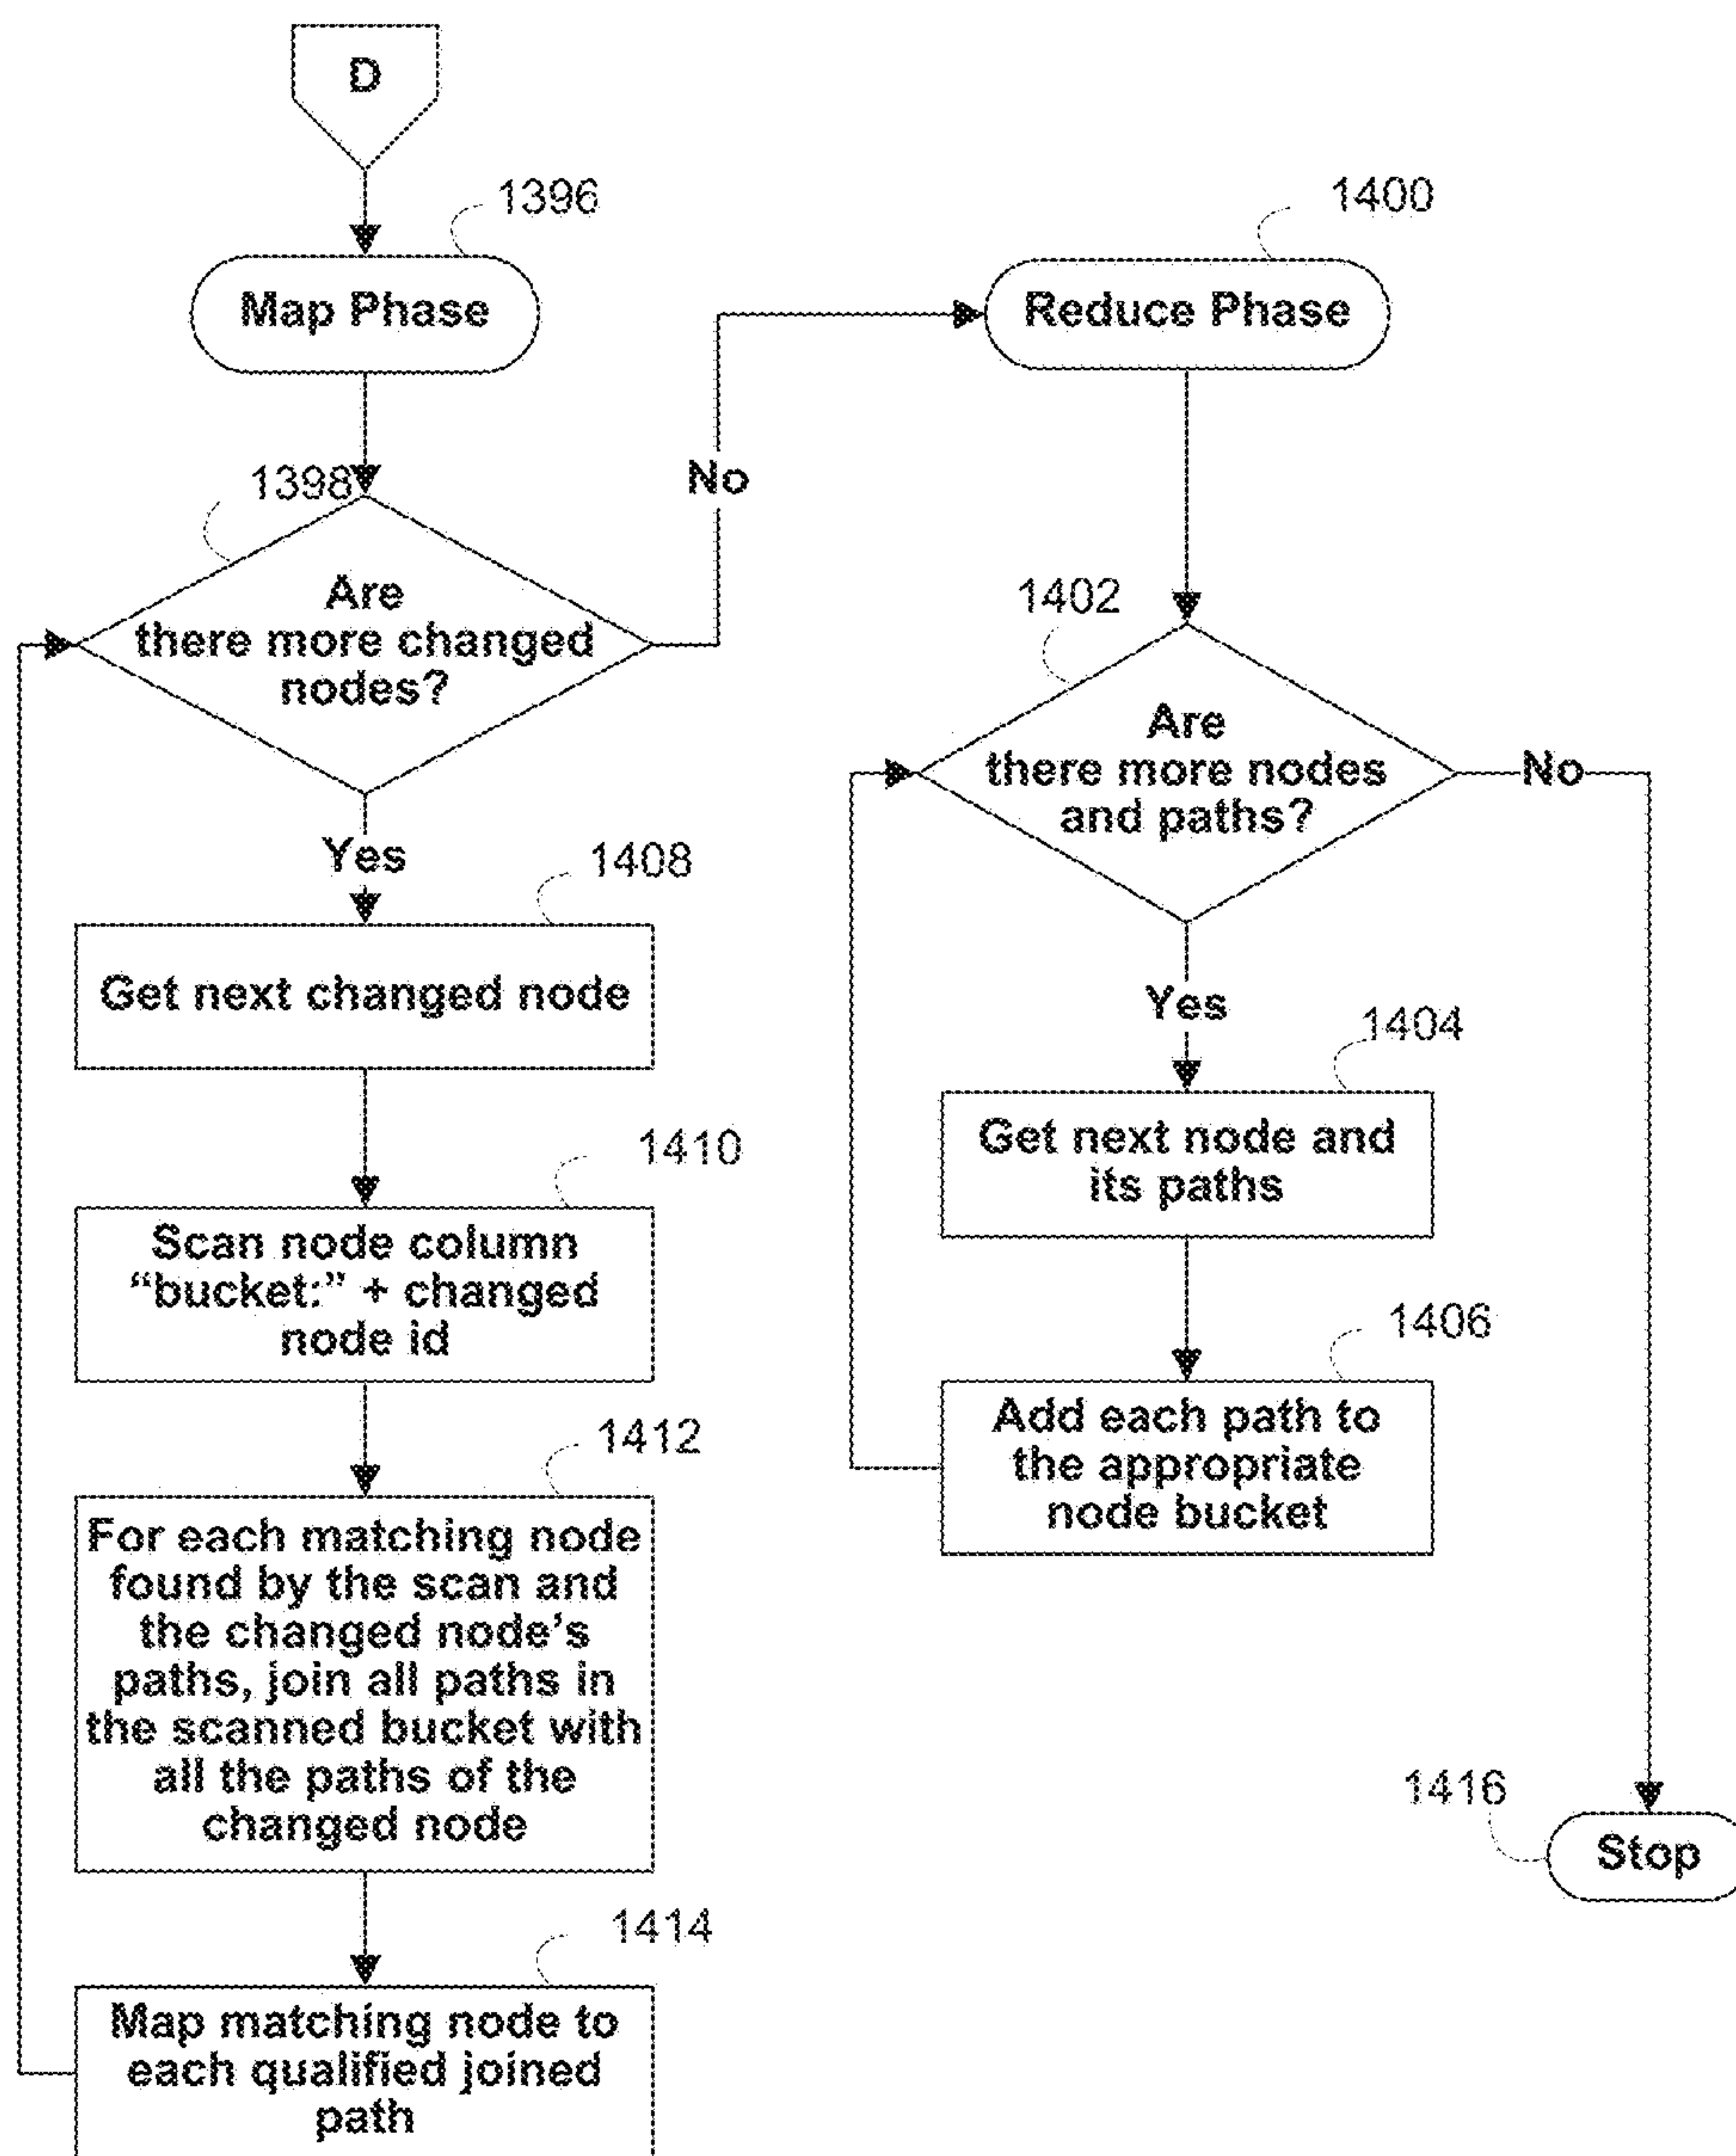 D
1396
Map Phase
1398
Are
there more changed
nodes?
No
Yes
1408
Get next changed node
1410
Scan node column
“bucket:” + changed
node id
1412
For each matching node
found by the scan and
the changed node’s
paths, join all paths in
the scanned bucket with
all the paths of the
changed node
1414
Map matching node to
each qualified joined
path
1400
Reduce Phase
1402
Are
there more nodes
and paths?
No
Yes
1404
Get next node and
its paths
1406
Add each path to
the appropriate
node bucket
1416
Stop